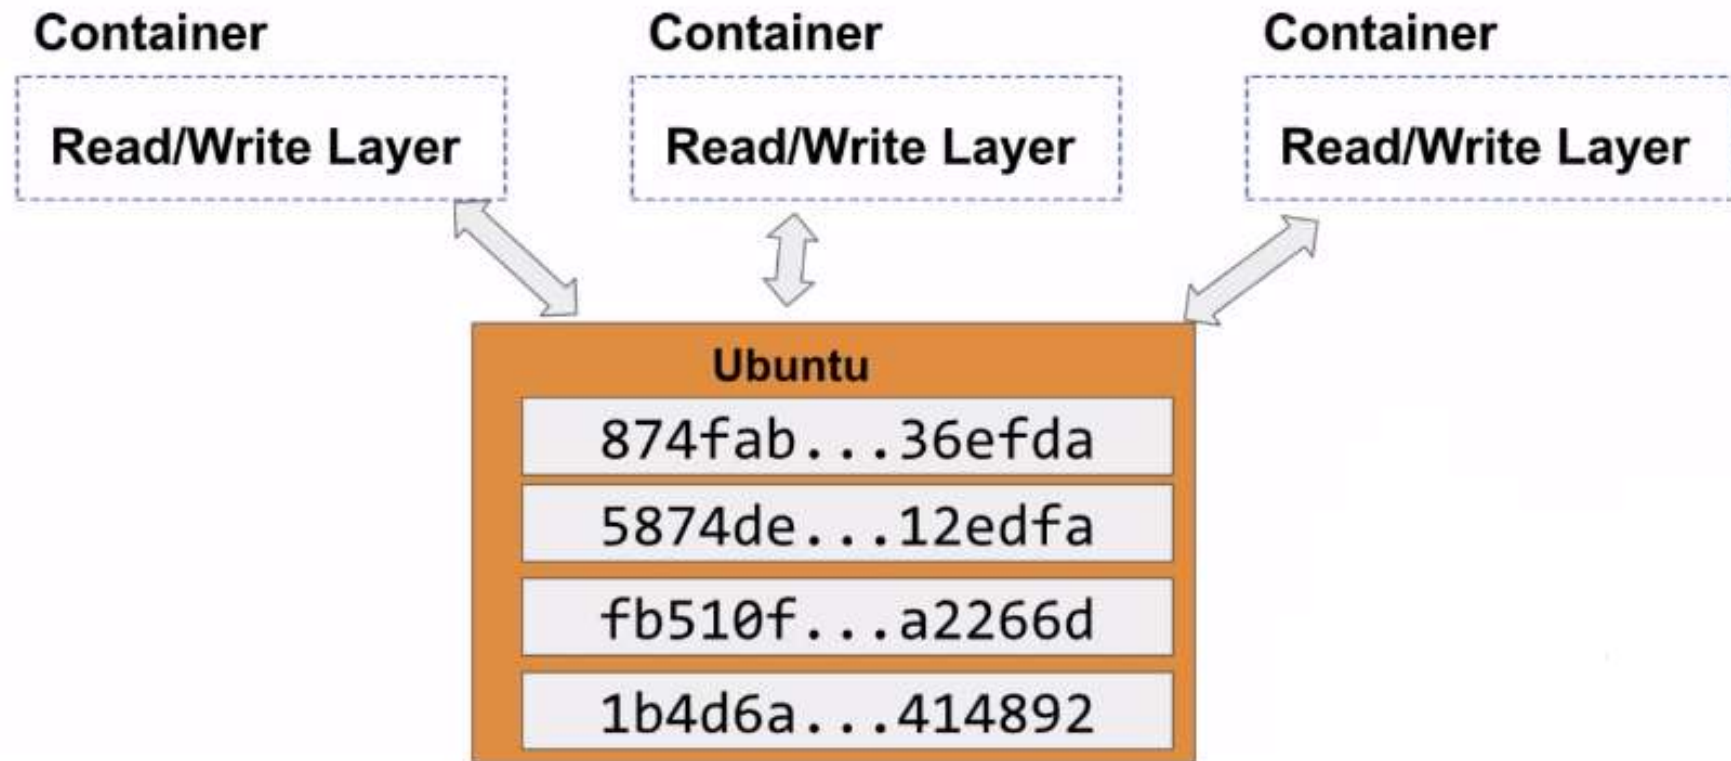 Container Container Container
Read/Write Layer Read/Write Layer Read/Write Layer
Ubuntu
874fab...36efda
5874de...12edfa
fb510f...a2266d
1b4d6a...414892